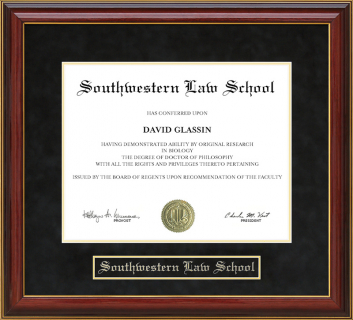 Southwestern Law School
HAS CONFERRED UPON
DAVID GLASSIN
HAVING DEMONSTRATED ABILITY BY ORIGINAL RESEARCH
IN BIOLOGY
THE DEGREE OF DOCTOR OF PHILOSOPHY
WITH ALL THE RIGHTS AND PRIVILEGES THERETO PERTAINING
ISSUED BY THE BOARD OF REGENTS UPON RECOMMENDATION OF THE FACULTY
PROVOST
PRESIDENT
Southwestern Law School